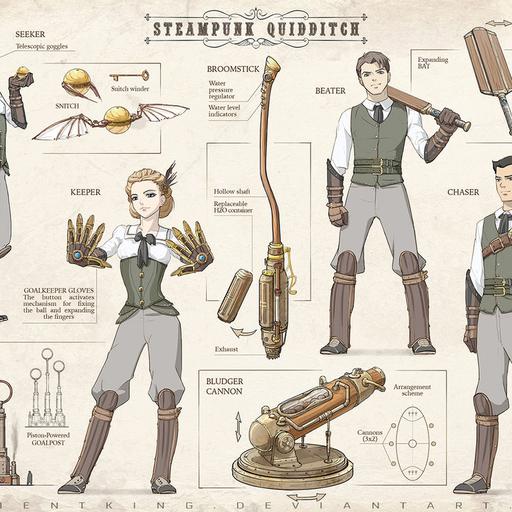 STEAMPUNK QUIDDITCH
SEEKER
Telescopic goggles
SNITCH
Snitch winder
BROOMSTICK
Water
pressure
regulator
Water level
indicators
Hollow shaft
Replaceable
H2O container
Exhaust
BEATER
Expanding
BAT
KEEPER
GOALKEEPER GLOVES
The button activates
mechanism for fixing
the ball and expanding
the fingers
CHASER
Piston-Powered
GOALPOST
BLUDGER
CANNON
Arrangement
scheme
Cannons
(3x2)
ENTKING.DEVIANTART.